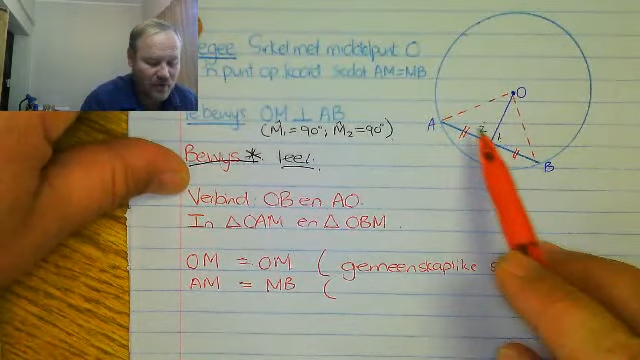 egee Sirkel met middelpunt O
'n punt op koord sodat AM=MB.
OM ⊥ AB
(M̂₁=90°, M̂₂=90°)
Bewys * leer.
Verbind OB en AO.
In △OAM en △OBM
OM = OM (gemeenskaplike s
AM = MB (
A
O
B
2
1